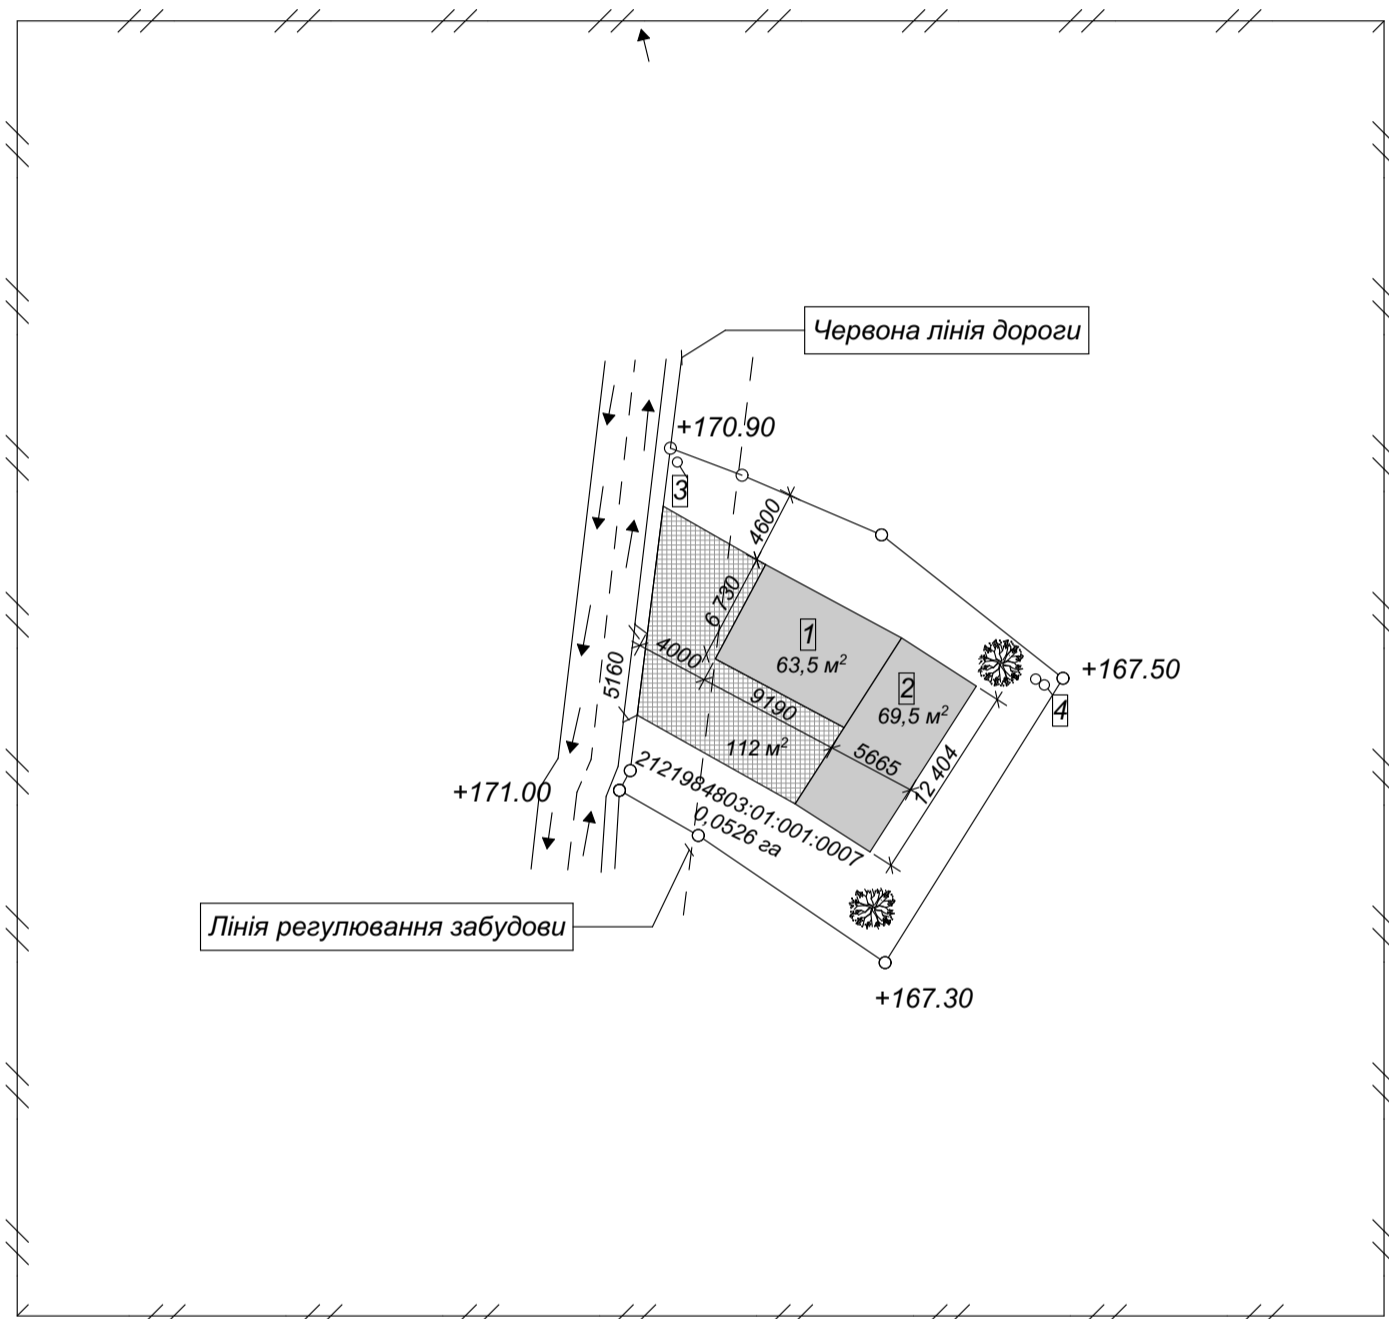 Червона лінія дороги
+170.90
3
4600
6 730
1
63,5 м²
4000
5160
9190
2
69,5 м²
+167.50
4
112 м²
5665
12 404
+171.00
2121984803:01:001:0007
0,0526 га
Лінія регулювання забудови
+167.30